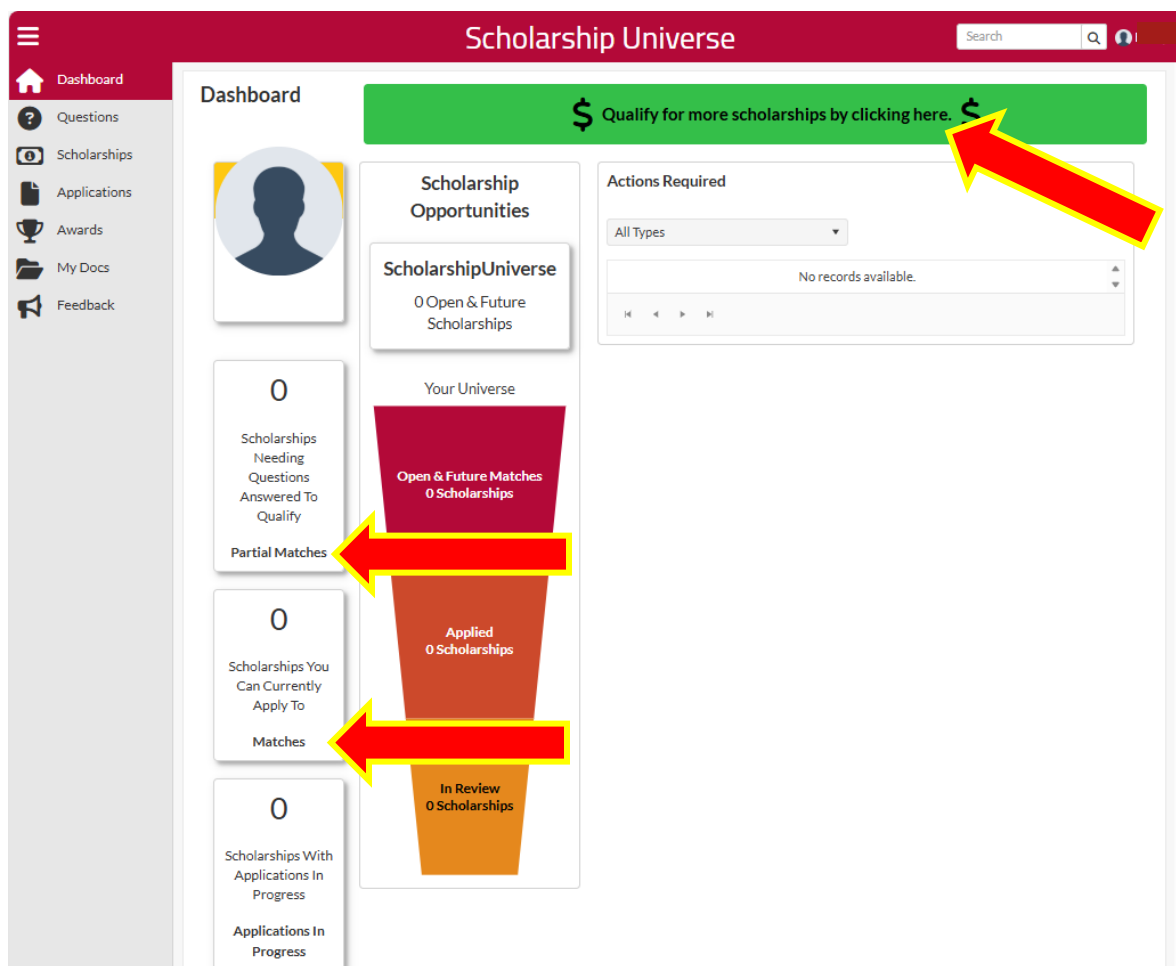 Scholarship Universe
Search
Dashboard
Questions
Scholarships
Applications
Awards
My Docs
Feedback
Dashboard
$ Qualify for more scholarships by clicking here. $
Scholarship
Opportunities
ScholarshipUniverse
0 Open & Future
Scholarships
Actions Required
All Types
No records available.
0
Scholarships
Needing
Questions
Answered To
Qualify
Partial Matches
0
Scholarships You
Can Currently
Apply To
Matches
0
Scholarships With
Applications In
Progress
Applications In
Progress
Your Universe
Open & Future Matches
0 Scholarships
Applied
0 Scholarships
In Review
0 Scholarships